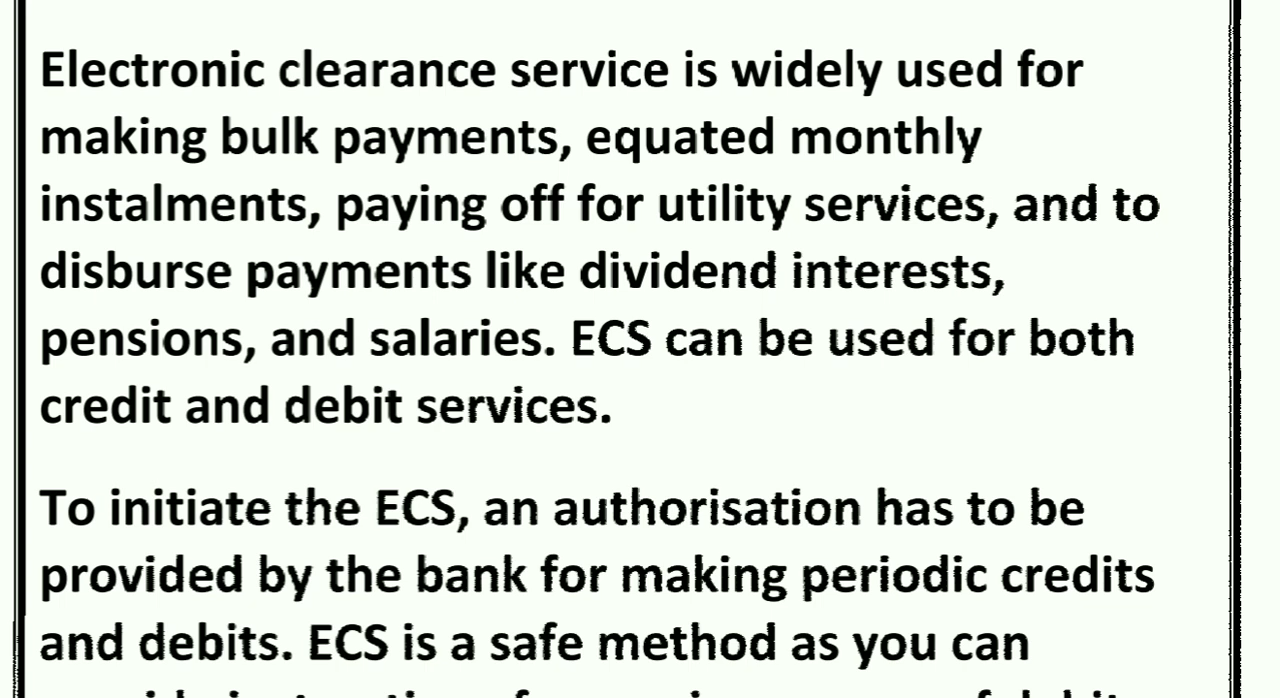 Electronic clearance service is widely used for
making bulk payments, equated monthly
instalments, paying off for utility services, and to
disburse payments like dividend interests,
pensions, and salaries. ECS can be used for both
credit and debit services.
To initiate the ECS, an authorisation has to be
provided by the bank for making periodic credits
and debits. ECS is a safe method as you can